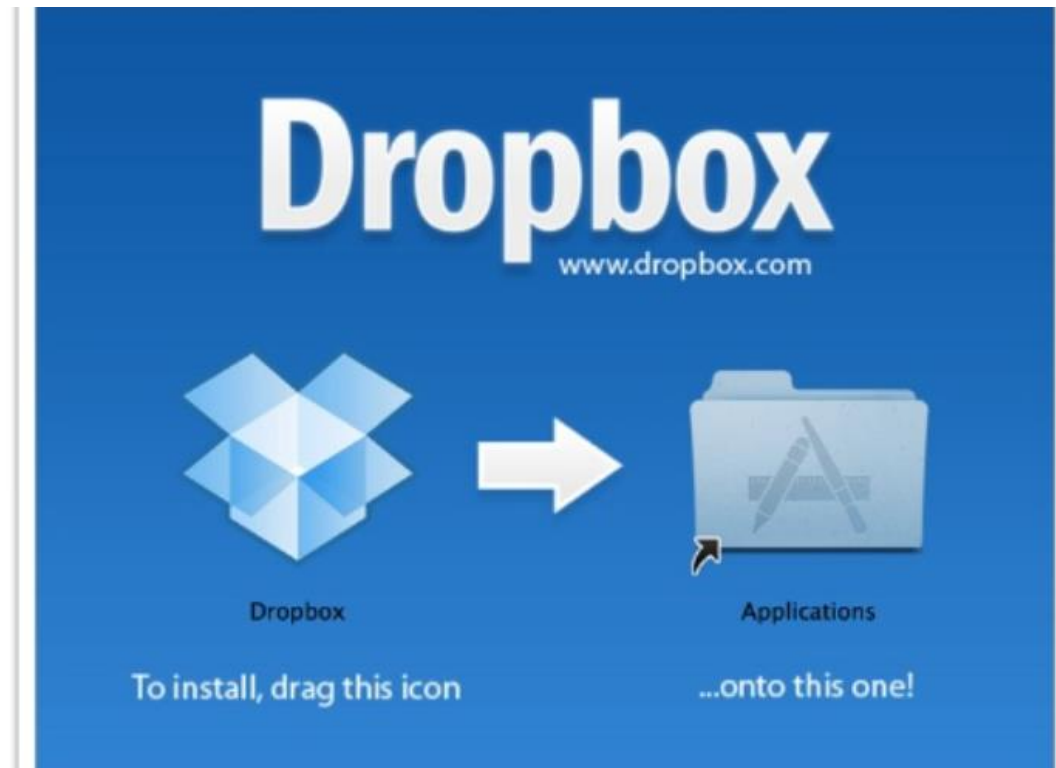 Dropbox
www.dropbox.com
Dropbox
Applications
To install, drag this icon
...onto this one!